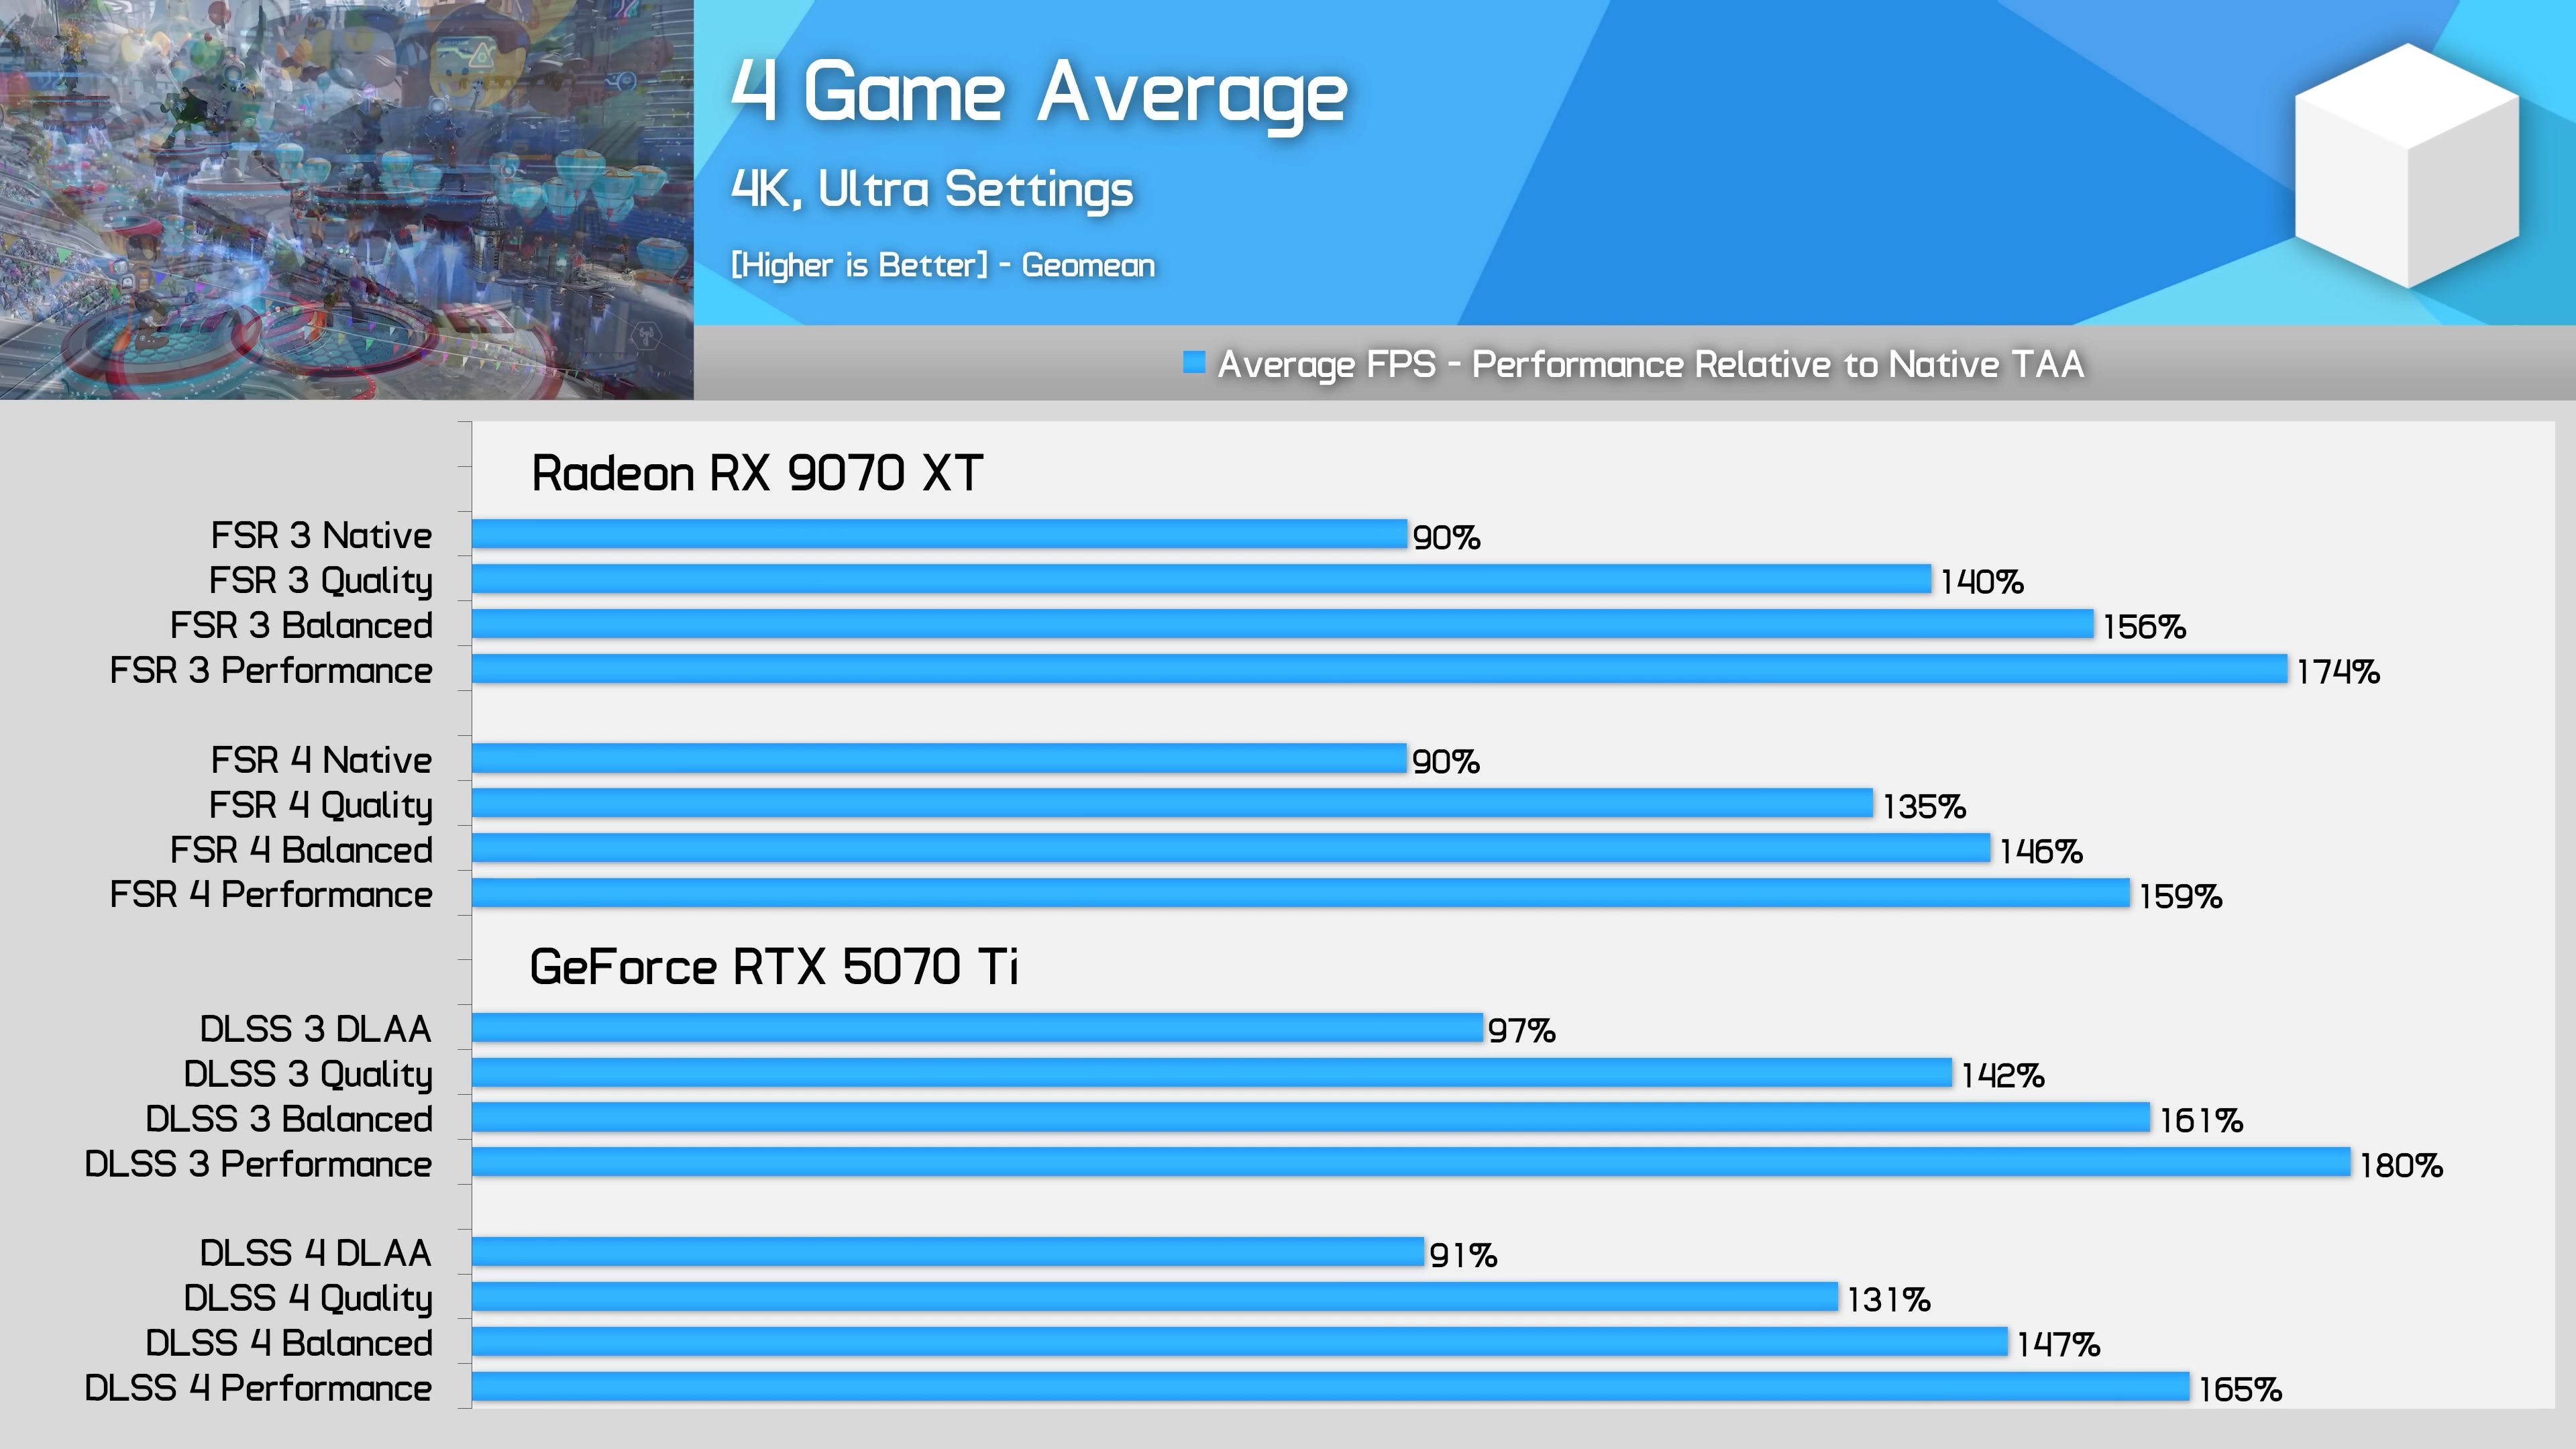 4 Game Average
4K, Ultra Settings
[Higher is Better] - Geomean
Average FPS - Performance Relative to Native TAA
Radeon RX 9070 XT
FSR 3 Native 90%
FSR 3 Quality 140%
FSR 3 Balanced 156%
FSR 3 Performance 174%
FSR 4 Native 90%
FSR 4 Quality 135%
FSR 4 Balanced 146%
FSR 4 Performance 159%
GeForce RTX 5070 Ti
DLSS 3 DLAA 97%
DLSS 3 Quality 142%
DLSS 3 Balanced 161%
DLSS 3 Performance 180%
DLSS 4 DLAA 91%
DLSS 4 Quality 131%
DLSS 4 Balanced 147%
DLSS 4 Performance 165%